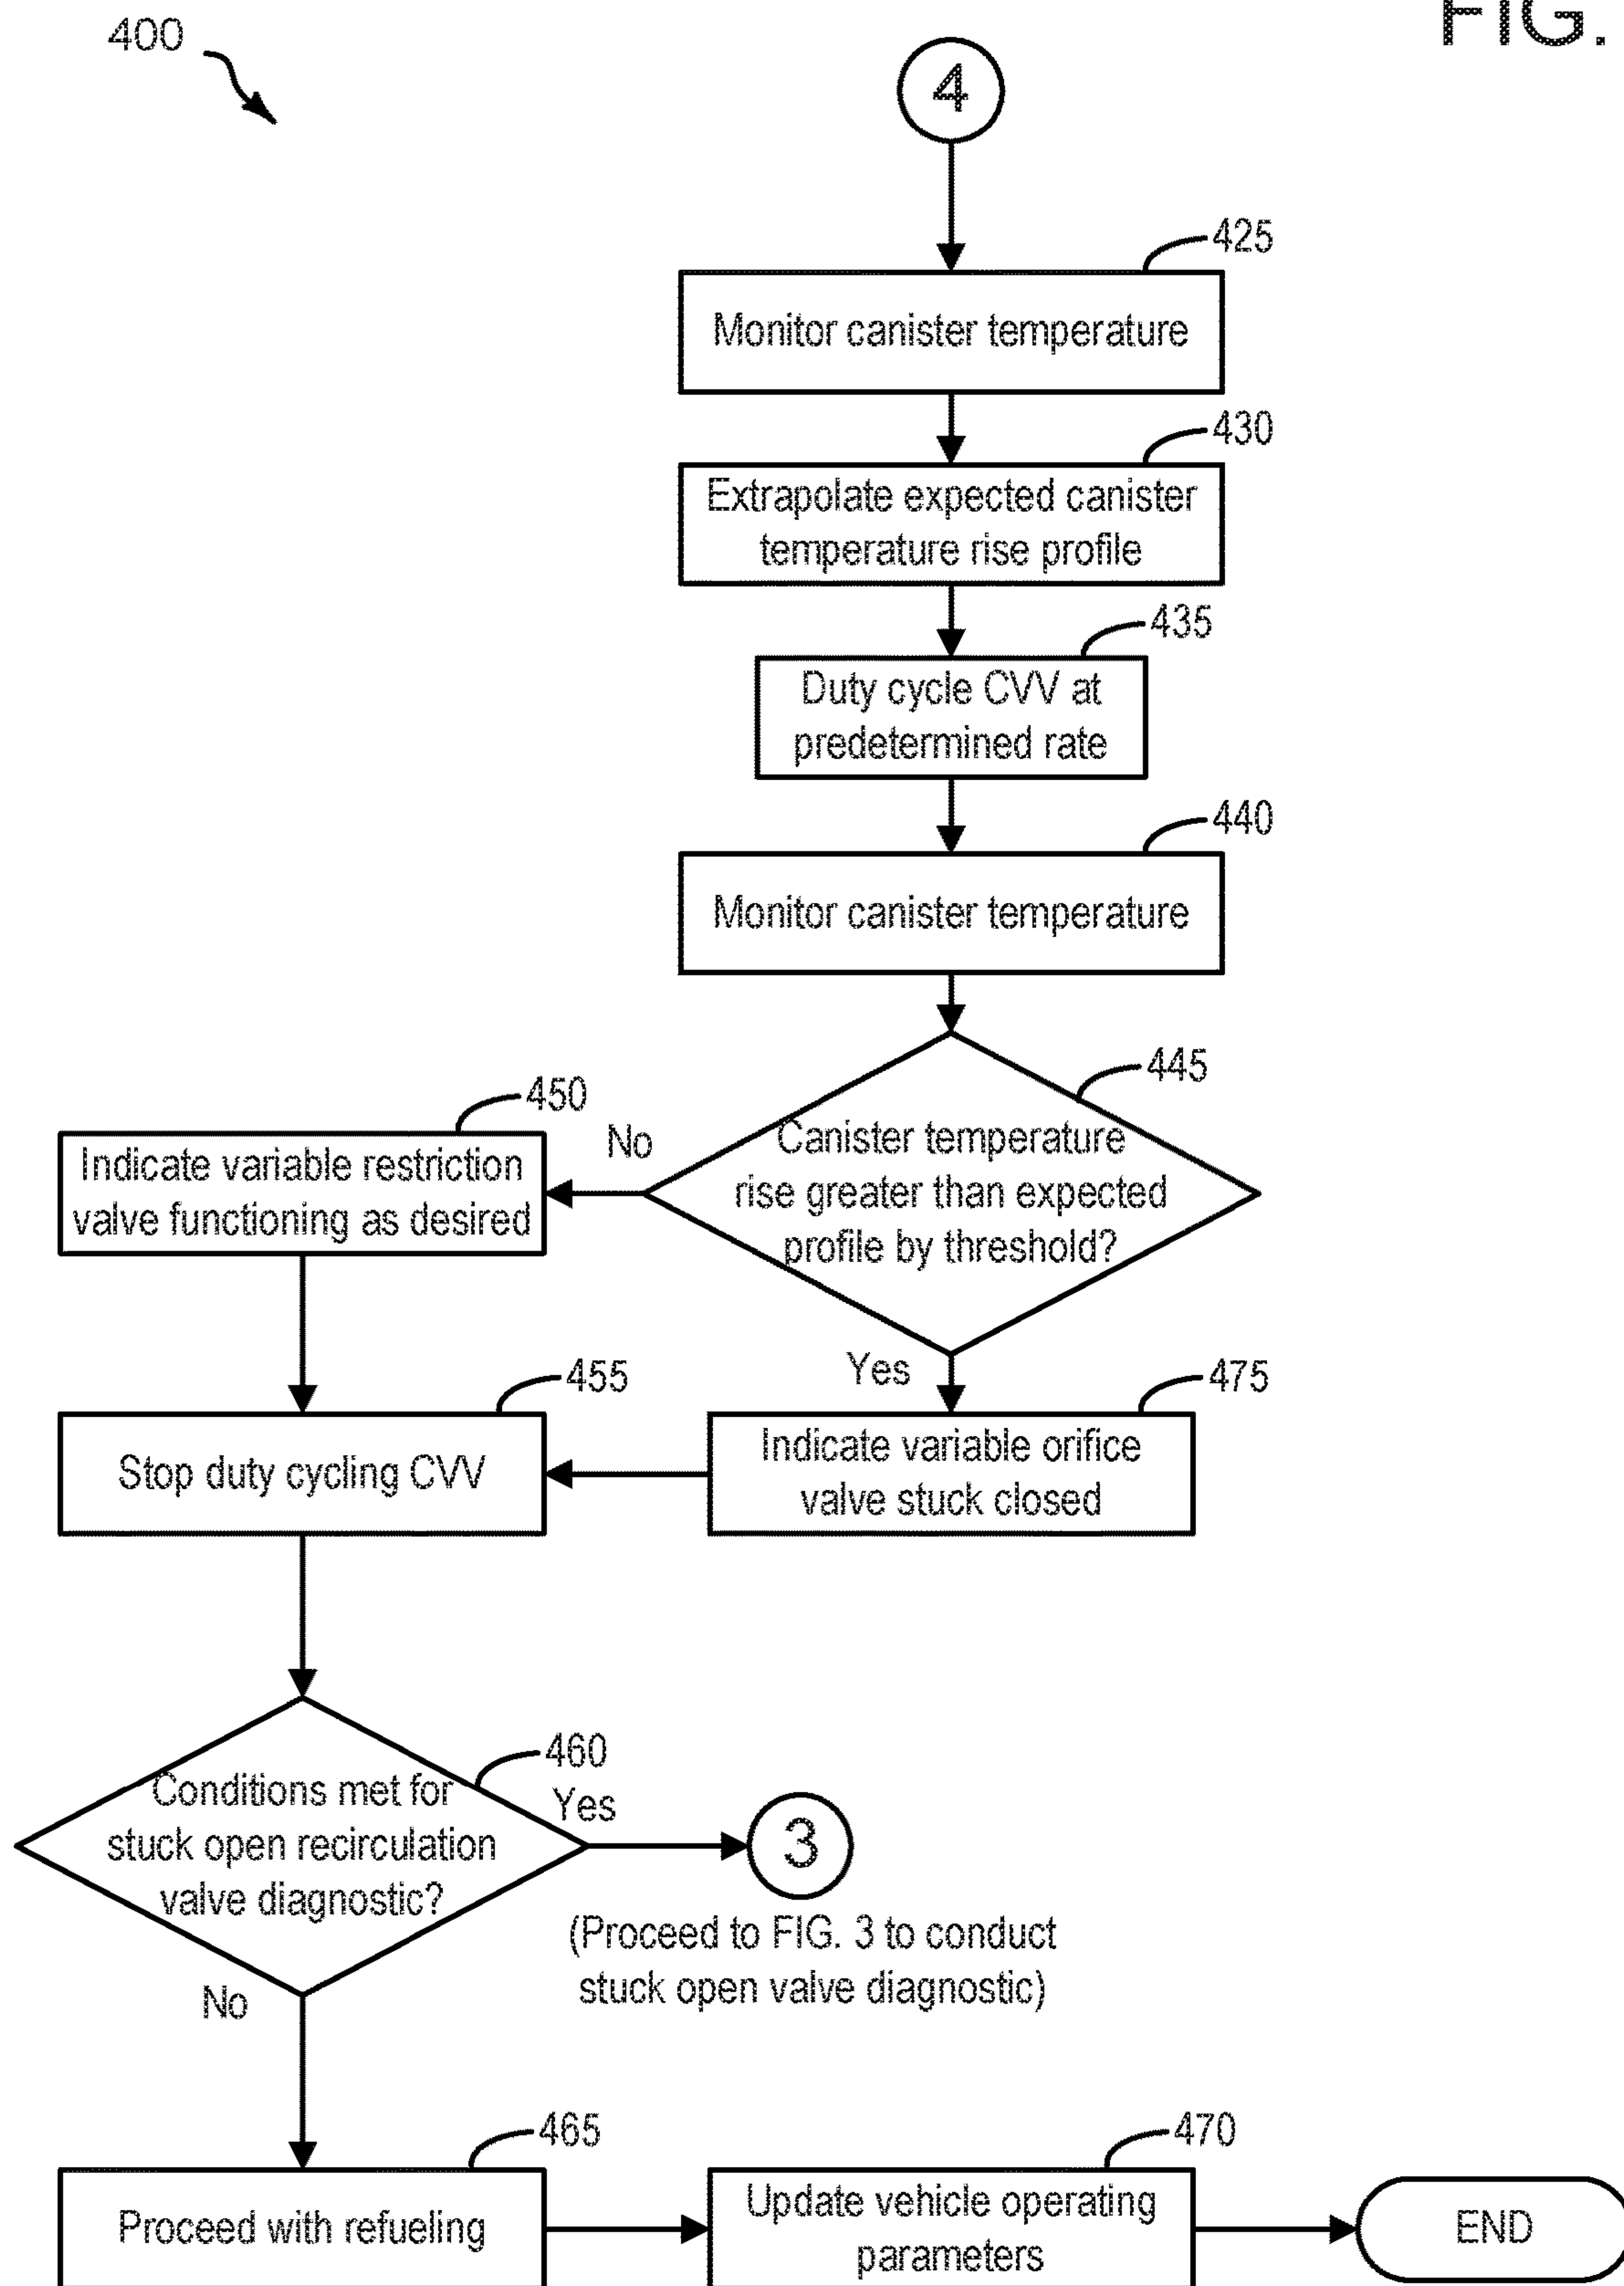 400
FIG.
4
425
Monitor canister temperature
430
Extrapolate expected canister
temperature rise profile
435
Duty cycle CVV at
predetermined rate
440
Monitor canister temperature
445
Canister temperature
rise greater than expected
profile by threshold?
No
450
Indicate variable restriction
valve functioning as desired
Yes
475
Indicate variable orifice
valve stuck closed
455
Stop duty cycling CVV
460
Conditions met for
stuck open recirculation
valve diagnostic?
Yes
3
(Proceed to FIG. 3 to conduct
stuck open valve diagnostic)
No
465
Proceed with refueling
470
Update vehicle operating
parameters
END